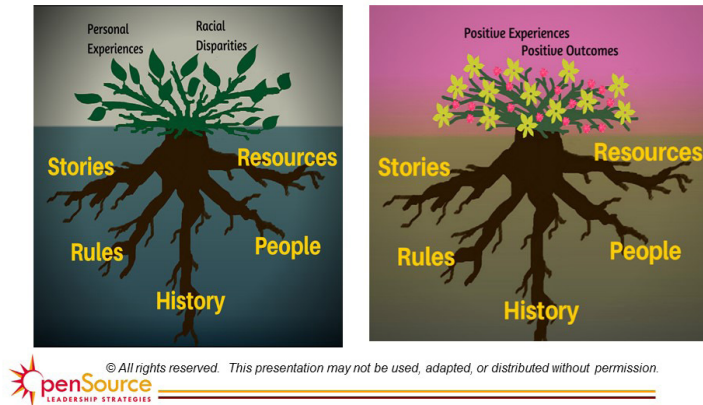 Personal
Experiences
Racial
Disparities
Stories
Resources
Rules
People
History
Positive Experiences
Positive Outcomes
Stories
Resources
Rules
People
History
© All rights reserved. This presentation may not be used, adapted, or distributed without permission.
OpenSource
LEADERSHIP STRATEGIES